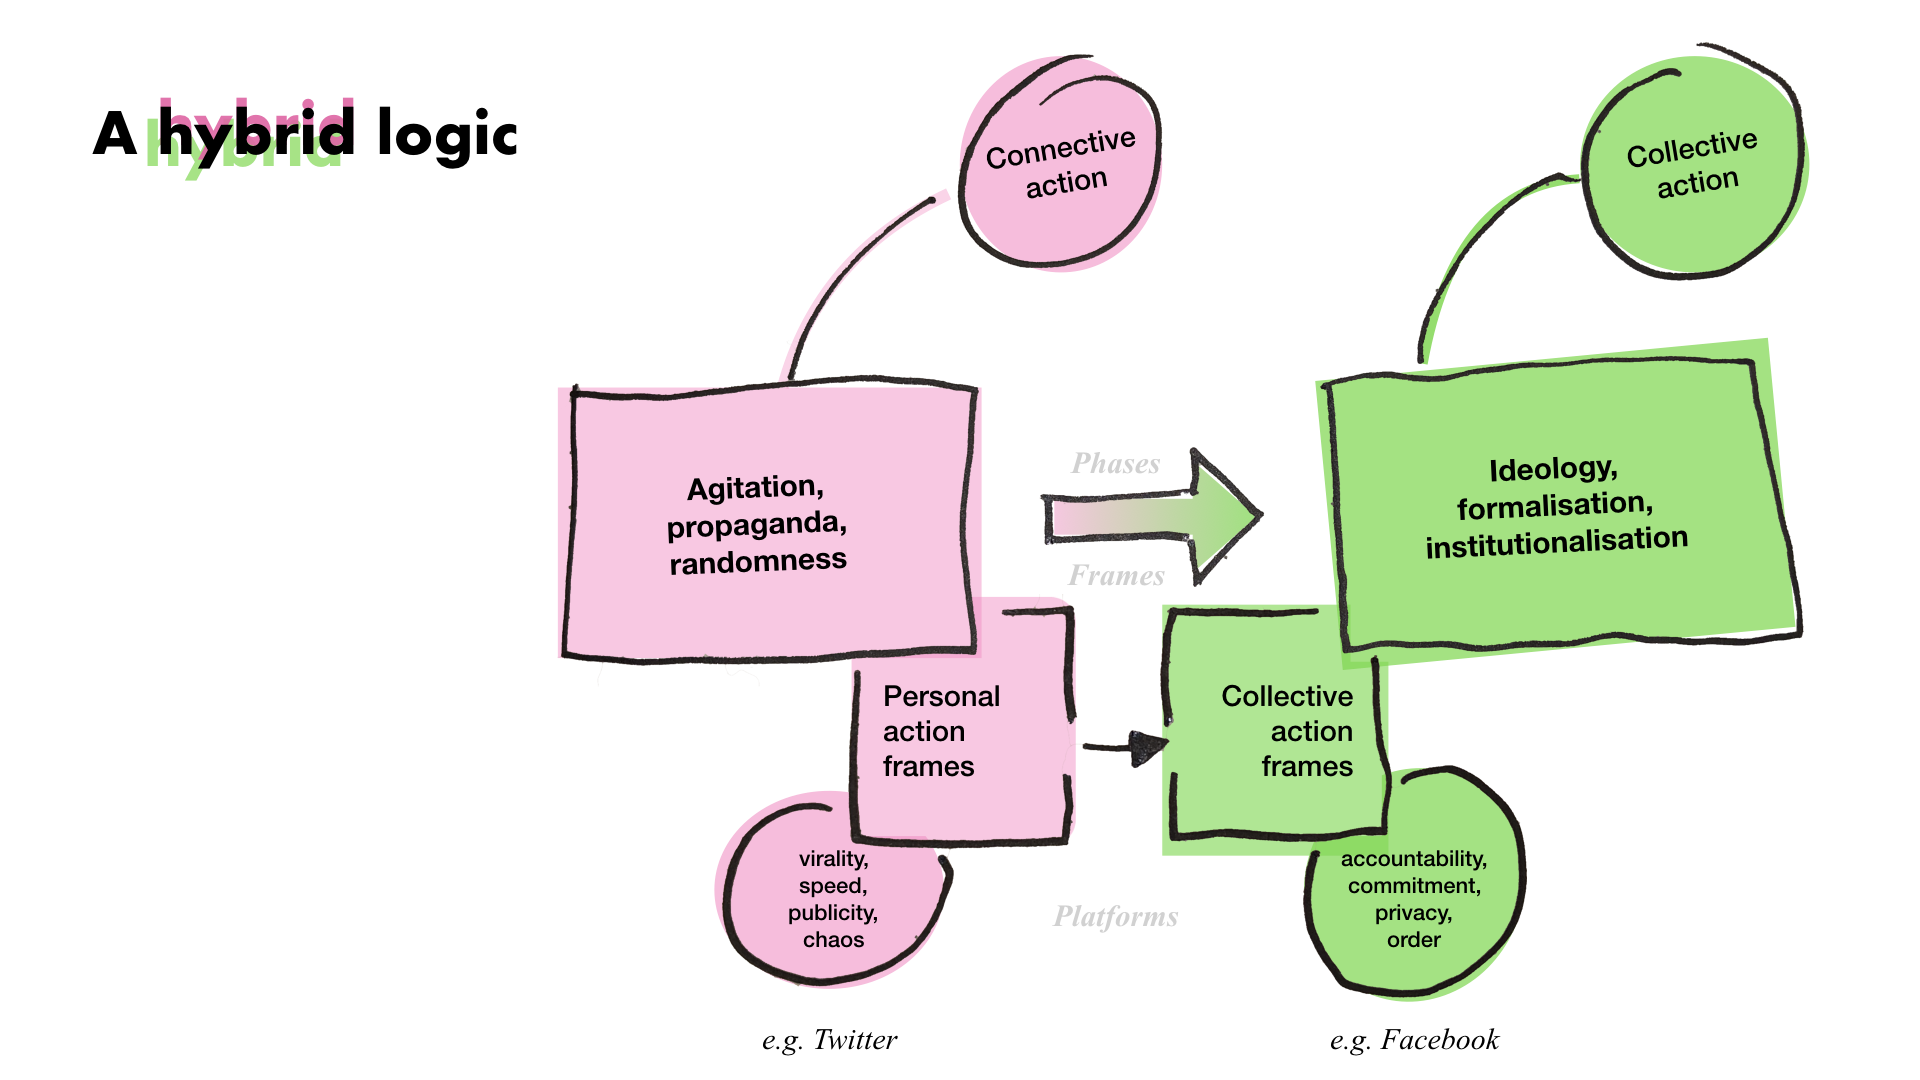 A hybrid logic
Connective
action
Collective
action
Agitation,
propaganda,
randomness
Phases
Frames
Ideology,
formalisation,
institutionalisation
Personal
action
frames
Collective
action
frames
virality,
speed,
publicity,
chaos
Platforms
accountability,
commitment,
privacy,
order
e.g. Twitter
e.g. Facebook